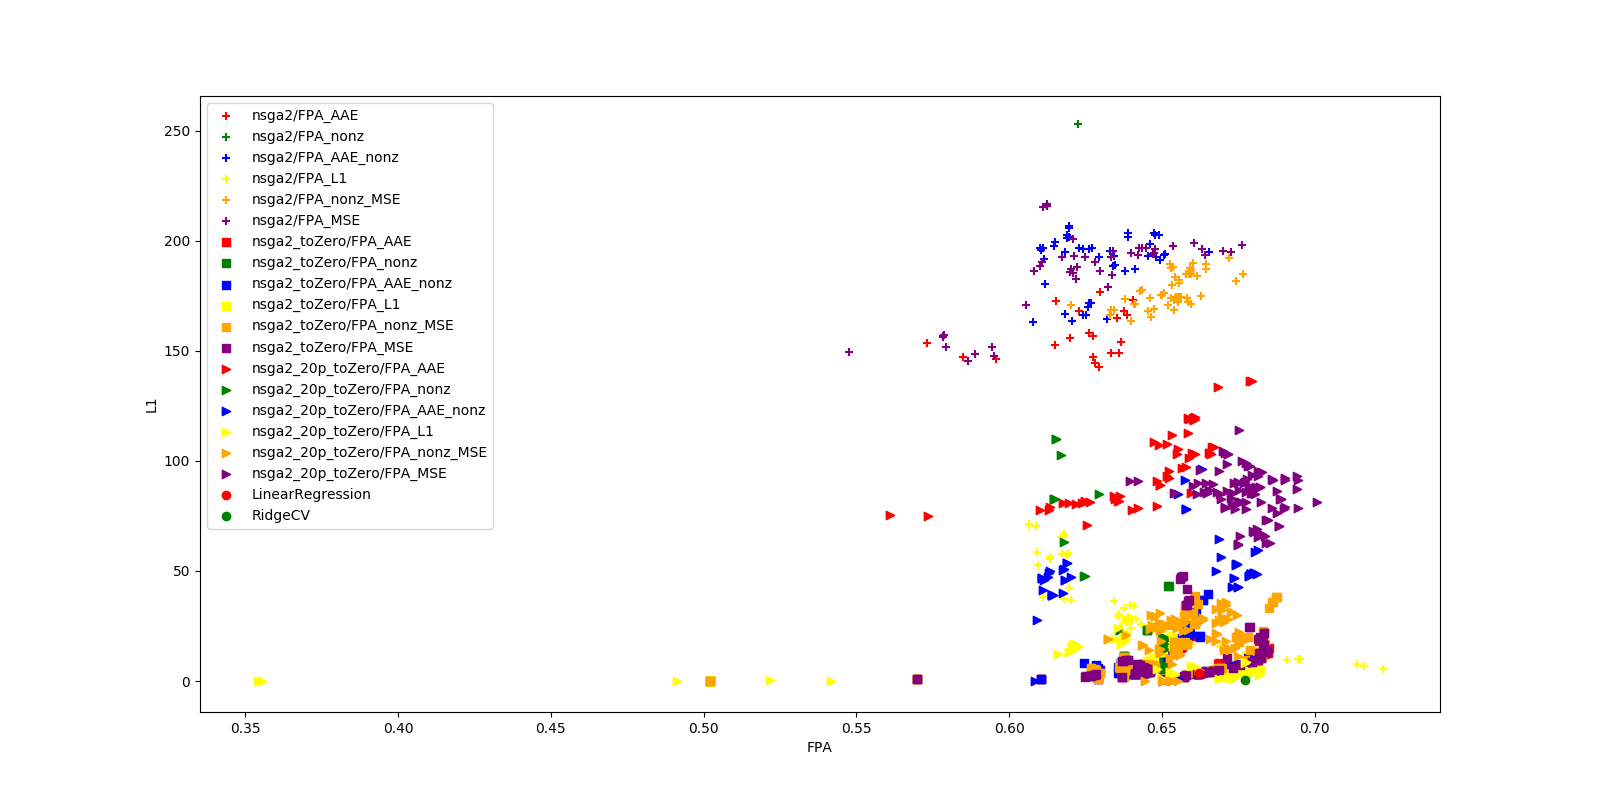 nsga2/FPA_AAE
nsga2/FPA_nonz
nsga2/FPA_AAE_nonz
nsga2/FPA_L1
nsga2/FPA_nonz_MSE
nsga2/FPA_MSE
nsga2_toZero/FPA_AAE
nsga2_toZero/FPA_nonz
nsga2_toZero/FPA_AAE_nonz
nsga2_toZero/FPA_L1
nsga2_toZero/FPA_nonz_MSE
nsga2_toZero/FPA_MSE
nsga2_20p_toZero/FPA_AAE
nsga2_20p_toZero/FPA_nonz
nsga2_20p_toZero/FPA_AAE_nonz
nsga2_20p_toZero/FPA_L1
nsga2_20p_toZero/FPA_nonz_MSE
nsga2_20p_toZero/FPA_MSE
LinearRegression
RidgeCV
250
200
150
100
50
0
L1
0.35 0.40 0.45 0.50 0.55 0.60 0.65 0.70
FPA